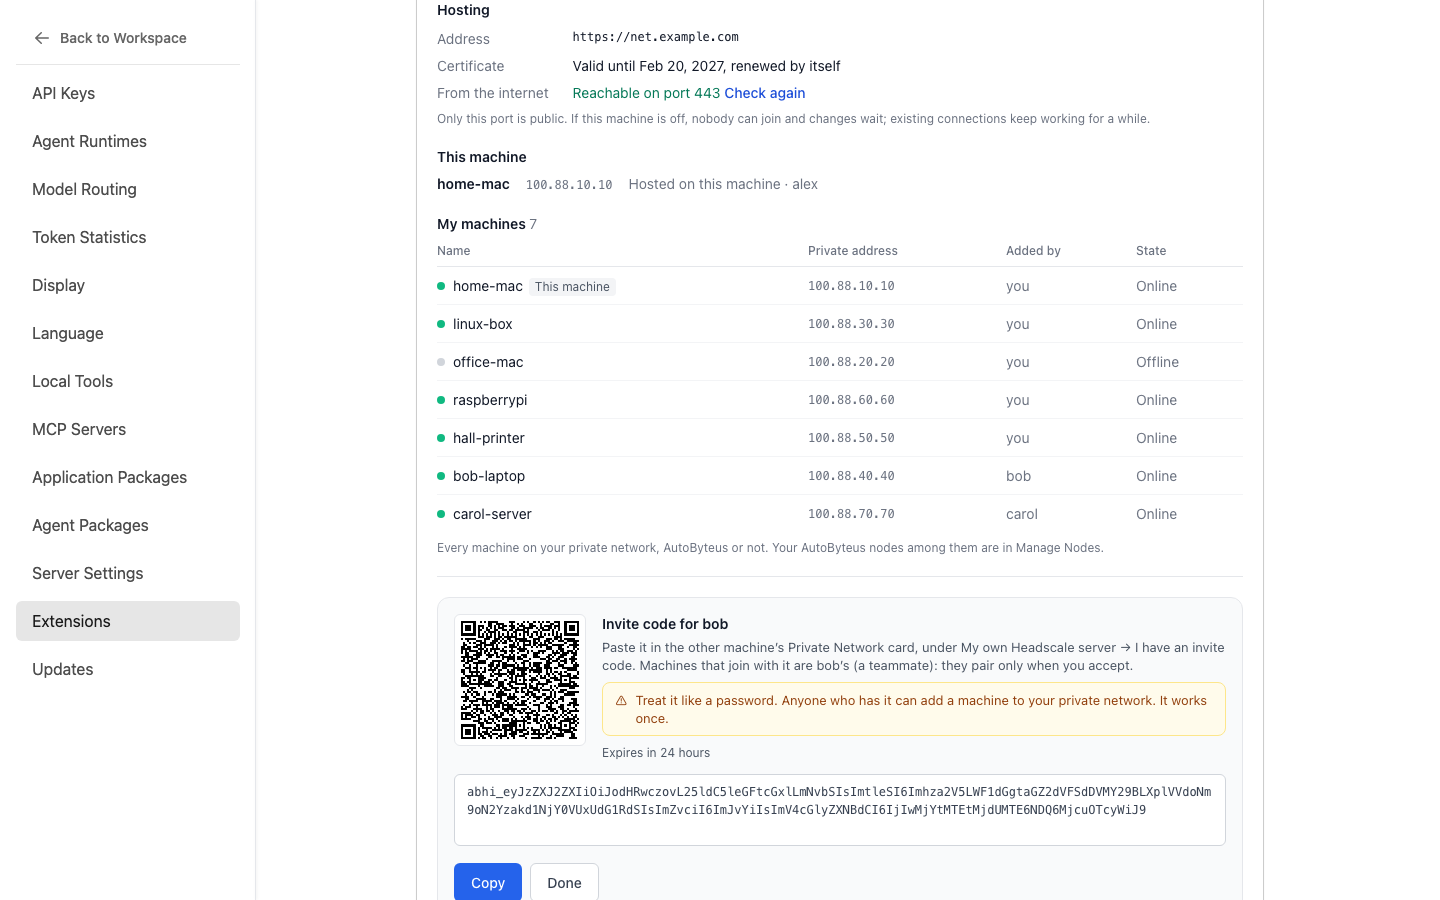 Back to Workspace
API Keys
Agent Runtimes
Model Routing
Token Statistics
Display
Language
Local Tools
MCP Servers
Application Packages
Agent Packages
Server Settings
Extensions
Updates
Hosting
Address https://net.example.com
Certificate Valid until Feb 20, 2027, renewed by itself
From the internet Reachable on port 443 Check again
Only this port is public. If this machine is off, nobody can join and changes wait; existing connections keep working for a while.
This machine
home-mac 100.88.10.10 Hosted on this machine · alex
My machines 7
Name Private address Added by State
home-mac This machine 100.88.10.10 you Online
linux-box 100.88.30.30 you Online
office-mac 100.88.20.20 you Offline
raspberrypi 100.88.60.60 you Online
hall-printer 100.88.50.50 you Online
bob-laptop 100.88.40.40 bob Online
carol-server 100.88.70.70 carol Online
Every machine on your private network, AutoByteus or not. Your AutoByteus nodes among them are in Manage Nodes.
Invite code for bob
Paste it in the other machine’s Private Network card, under My own Headscale server → I have an invite
code. Machines that join with it are bob’s (a teammate): they pair only when you accept.
Treat it like a password. Anyone who has it can add a machine to your private network. It works
once.
Expires in 24 hours
abhi_eyJzZXJ2ZXIiOiJodHRwczovL25ldC5leGFtcGxlLmNvbSIsImtleSI6Imhza2V5LWF1dGgtaGZ2dVFSdDVMY29BLXplVVdoNm
9oN2Yzakd1NjY0VUxUdG1RdSIsImZvciI6ImJvYiIsImV4cGlyZXNBdCI6IjIwMjYtMTEtMjdUMTE6NDQ6MjcuOTcyWiJ9
Copy Done